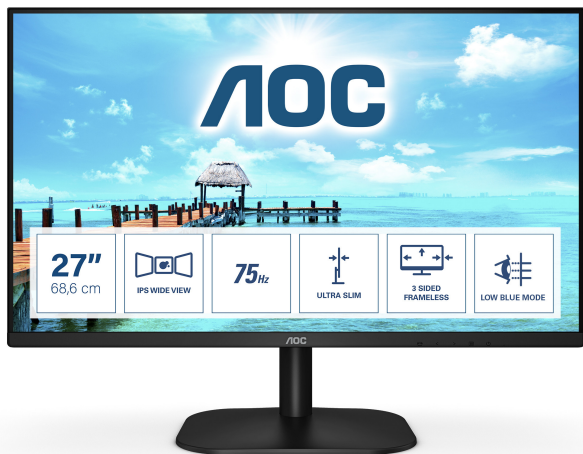 AOC
27"
68,6 cm
IPS WIDE VIEW
75Hz
ULTRA SLIM
3 SIDED
FRAMELESS
LOW BLUE MODE
AOC